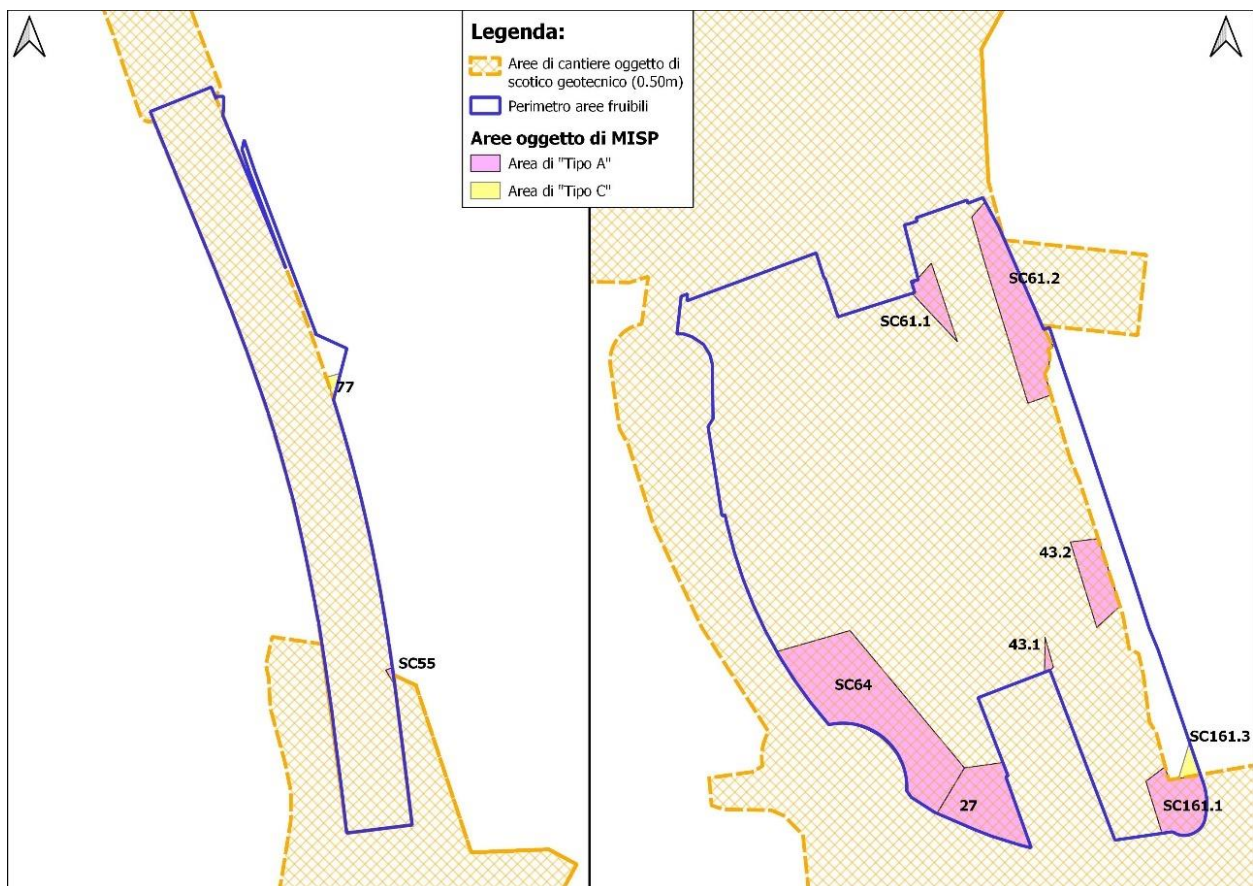 Legenda:
Aree di cantiere oggetto di
scotico geotecnico (0.50m)
Perimetro aree fruibili
Aree oggetto di MISP
Area di "Tipo A"
Area di "Tipo C"
77
SC55
SC61.1
SC61.2
43.2
43.1
SC64
27
SC161.3
SC161.1